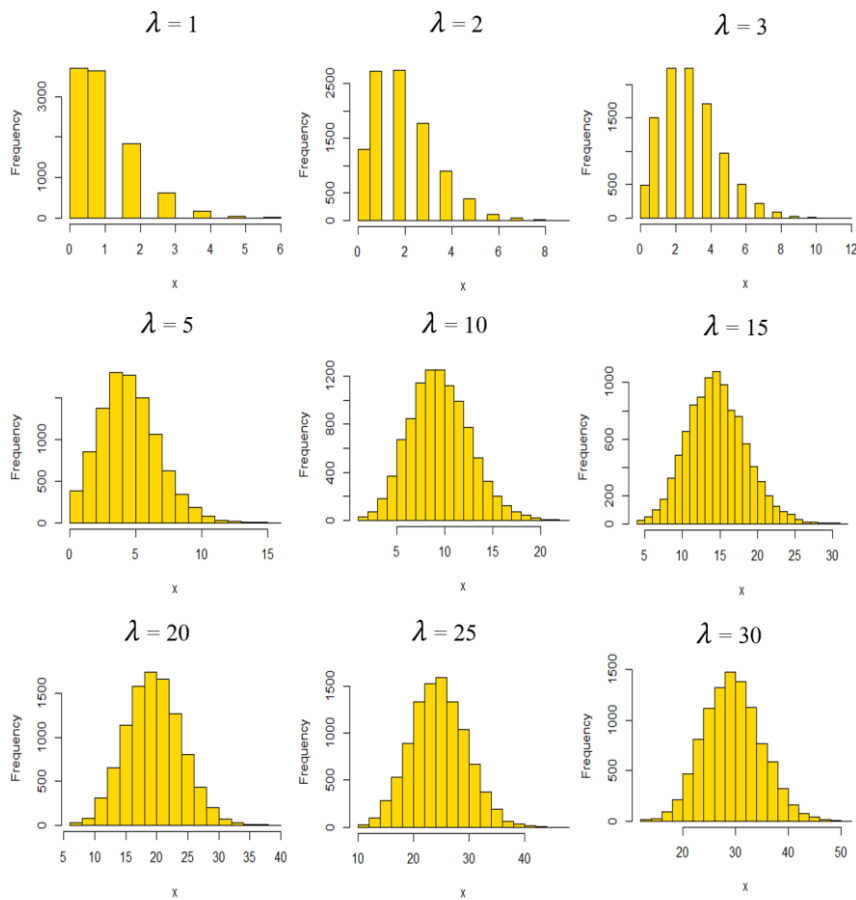 λ = 1
λ = 2
λ = 3
Frequency
0 1000 3000
0 1 2 3 4 5 6
x
Frequency
0 500 1500 2500
0 2 4 6 8
x
Frequency
0 500 1500
0 2 4 6 8 10 12
x
λ = 5
λ = 10
λ = 15
Frequency
0 500 1000
0 5 10 15
x
Frequency
0 400 800 1200
5 10 15 20
x
Frequency
0 200 600 1000
5 10 15 20 25 30
x
λ = 20
λ = 25
λ = 30
Frequency
0 500 1000 1500
5 10 15 20 25 30 35 40
x
Frequency
0 500 1000 1500
10 20 30 40
x
Frequency
0 500 1000 1500
20 30 40 50
x